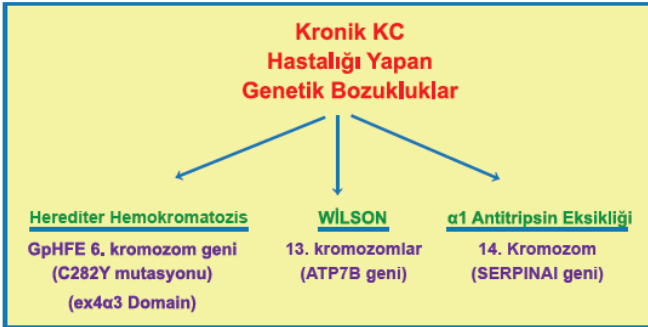 Kronik KC
Hastalığı Yapan
Genetik Bozukluklar
Herediter Hemokromatozis
GpHFE 6. kromozom geni
(C282Y mutasyonu)
(ex4α3 Domain)
WİLSON
13. kromozomlar
(ATP7B geni)
α1 Antitripsin Eksikliği
14. Kromozom
(SERPINAI geni)